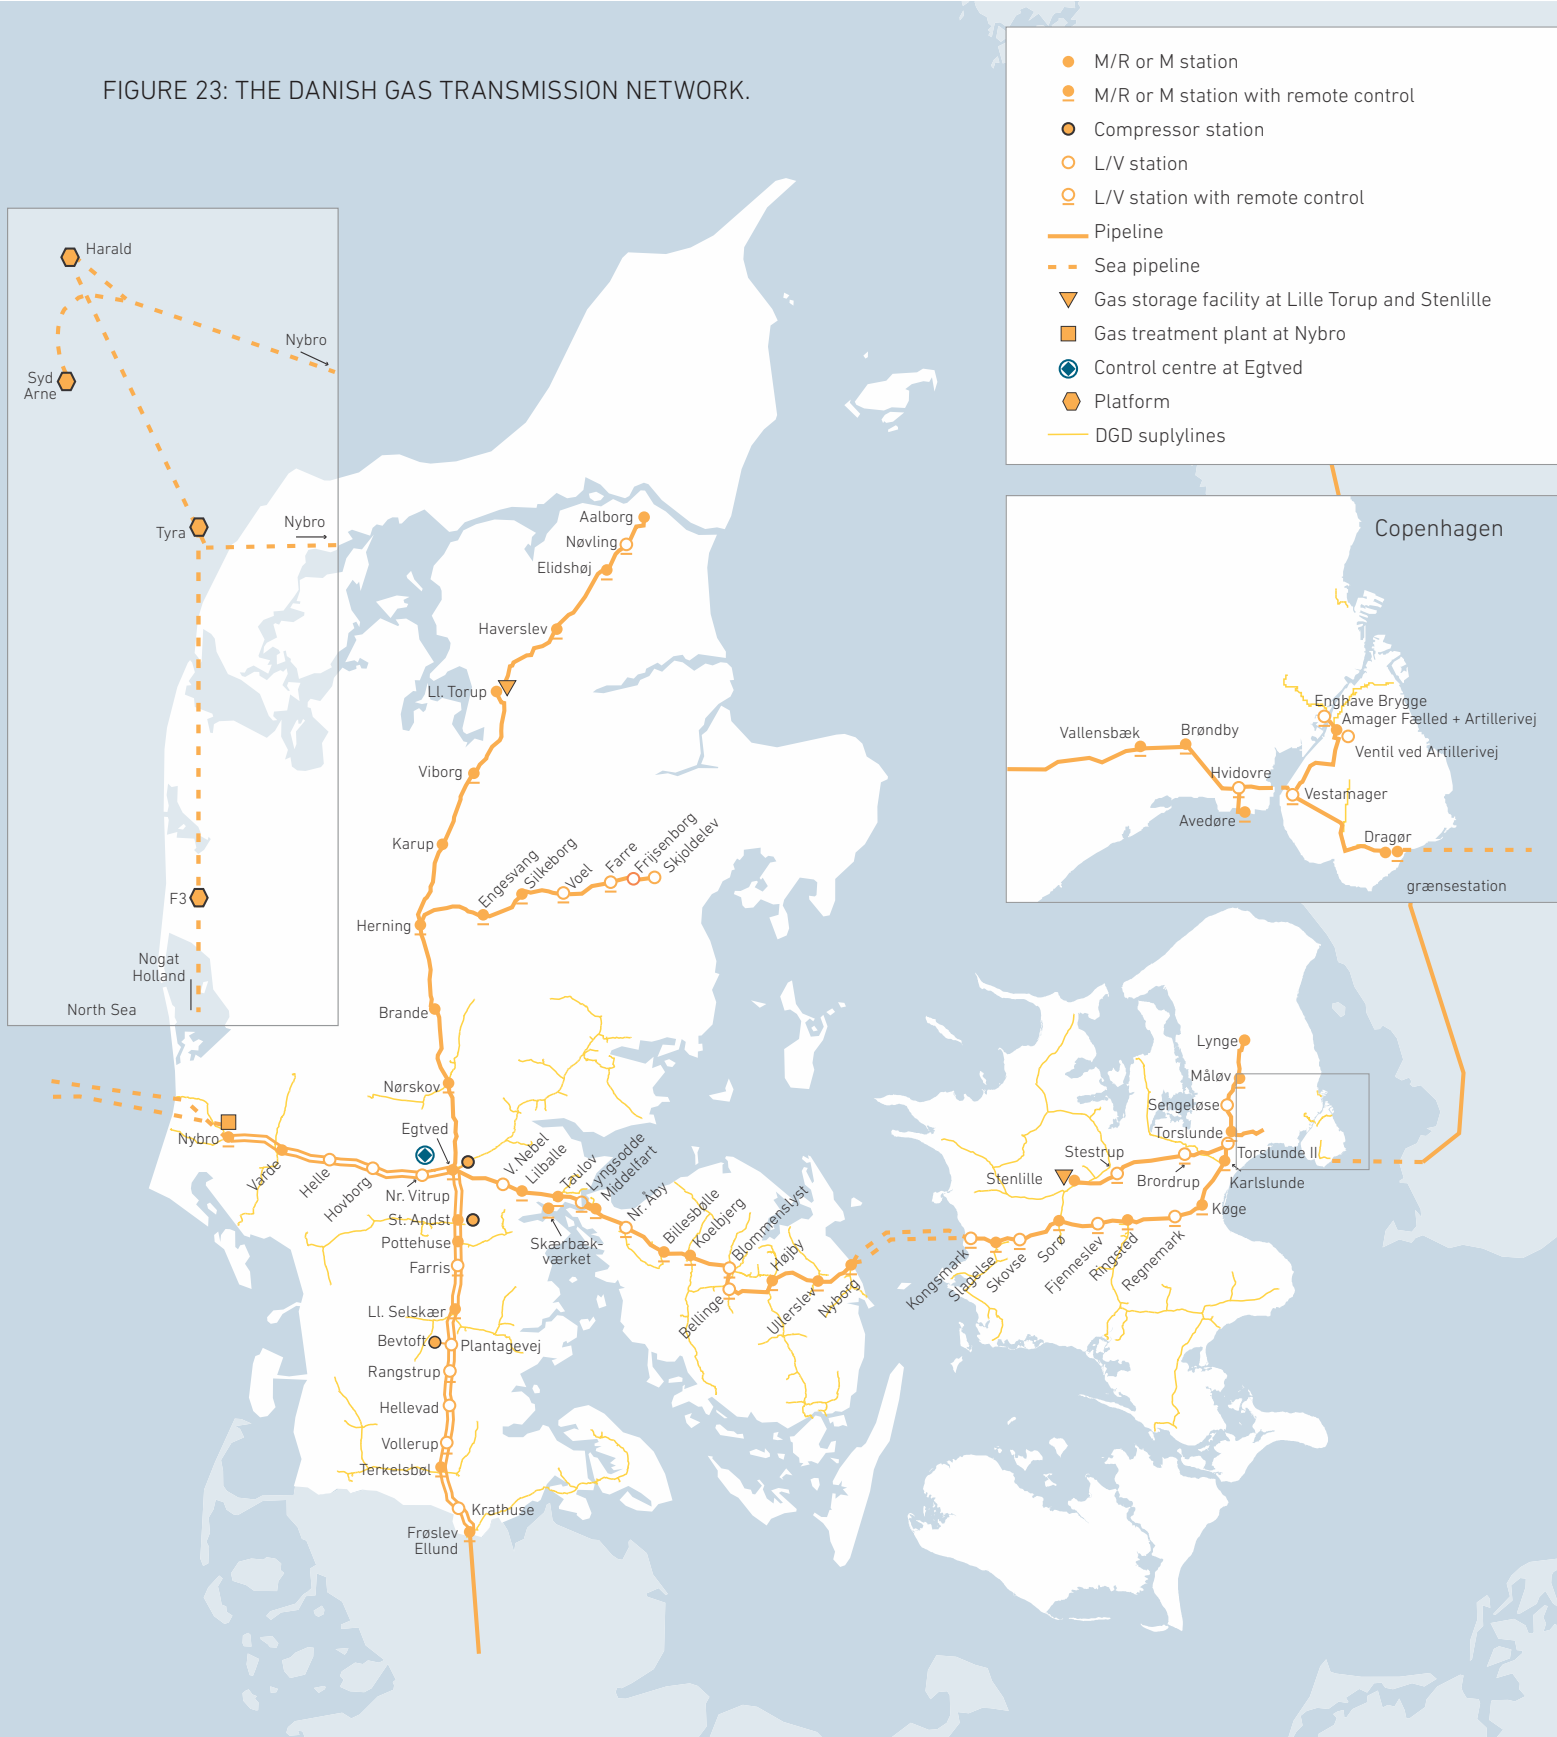 FIGURE 23: THE DANISH GAS TRANSMISSION NETWORK.
M/R or M station
M/R or M station with remote control
Compressor station
L/V station
L/V station with remote control
Pipeline
Sea pipeline
Gas storage facility at Lille Torup and Stenlille
Gas treatment plant at Nybro
Control centre at Egtved
Platform
DGD suplylines
Harald
Nybro
Syd
Arne
Tyra
Nybro
F3
Nogat
Holland
North Sea
Copenhagen
Enghave Brygge
Amager Fælled + Artillerivej
Ventil ved Artillerivej
Vallensbæk
Brøndby
Hvidovre
Vestamager
Avedøre
Dragør
grænsestation
Aalborg
Nøvling
Elidshøj
Haverslev
Ll. Torup
Viborg
Karup
Herning
Engesvang
Silkeborg
Voel
Farre
Frijsenborg
Skjoldelev
Brande
Nørskov
Egtved
Nybro
Varde
Helle
Hovborg
Nr. Vitrup
V. Nebel
Lilballe
Taulov
Lyngsodde
Middelfart
Skærbæk-
værket
Nr. Åby
Billesbølle
Koelbjerg
Blommenslyst
Bellinge
Højby
Ullerslev
Nyborg
St. Andst
Pottehuse
Farris
Ll. Selskær
Bevtoft
Plantagevej
Rangstrup
Hellevad
Vollerup
Terkelsbøl
Krathuse
Frøslev
Ellund
Kongsmark
Slagelse
Skovse
Sorø
Fjenneslev
Ringsted
Regnemark
Køge
Karlslunde
Torslunde II
Torslunde
Brordrup
Stestrup
Stenlille
Sengeløse
Måløv
Lynge